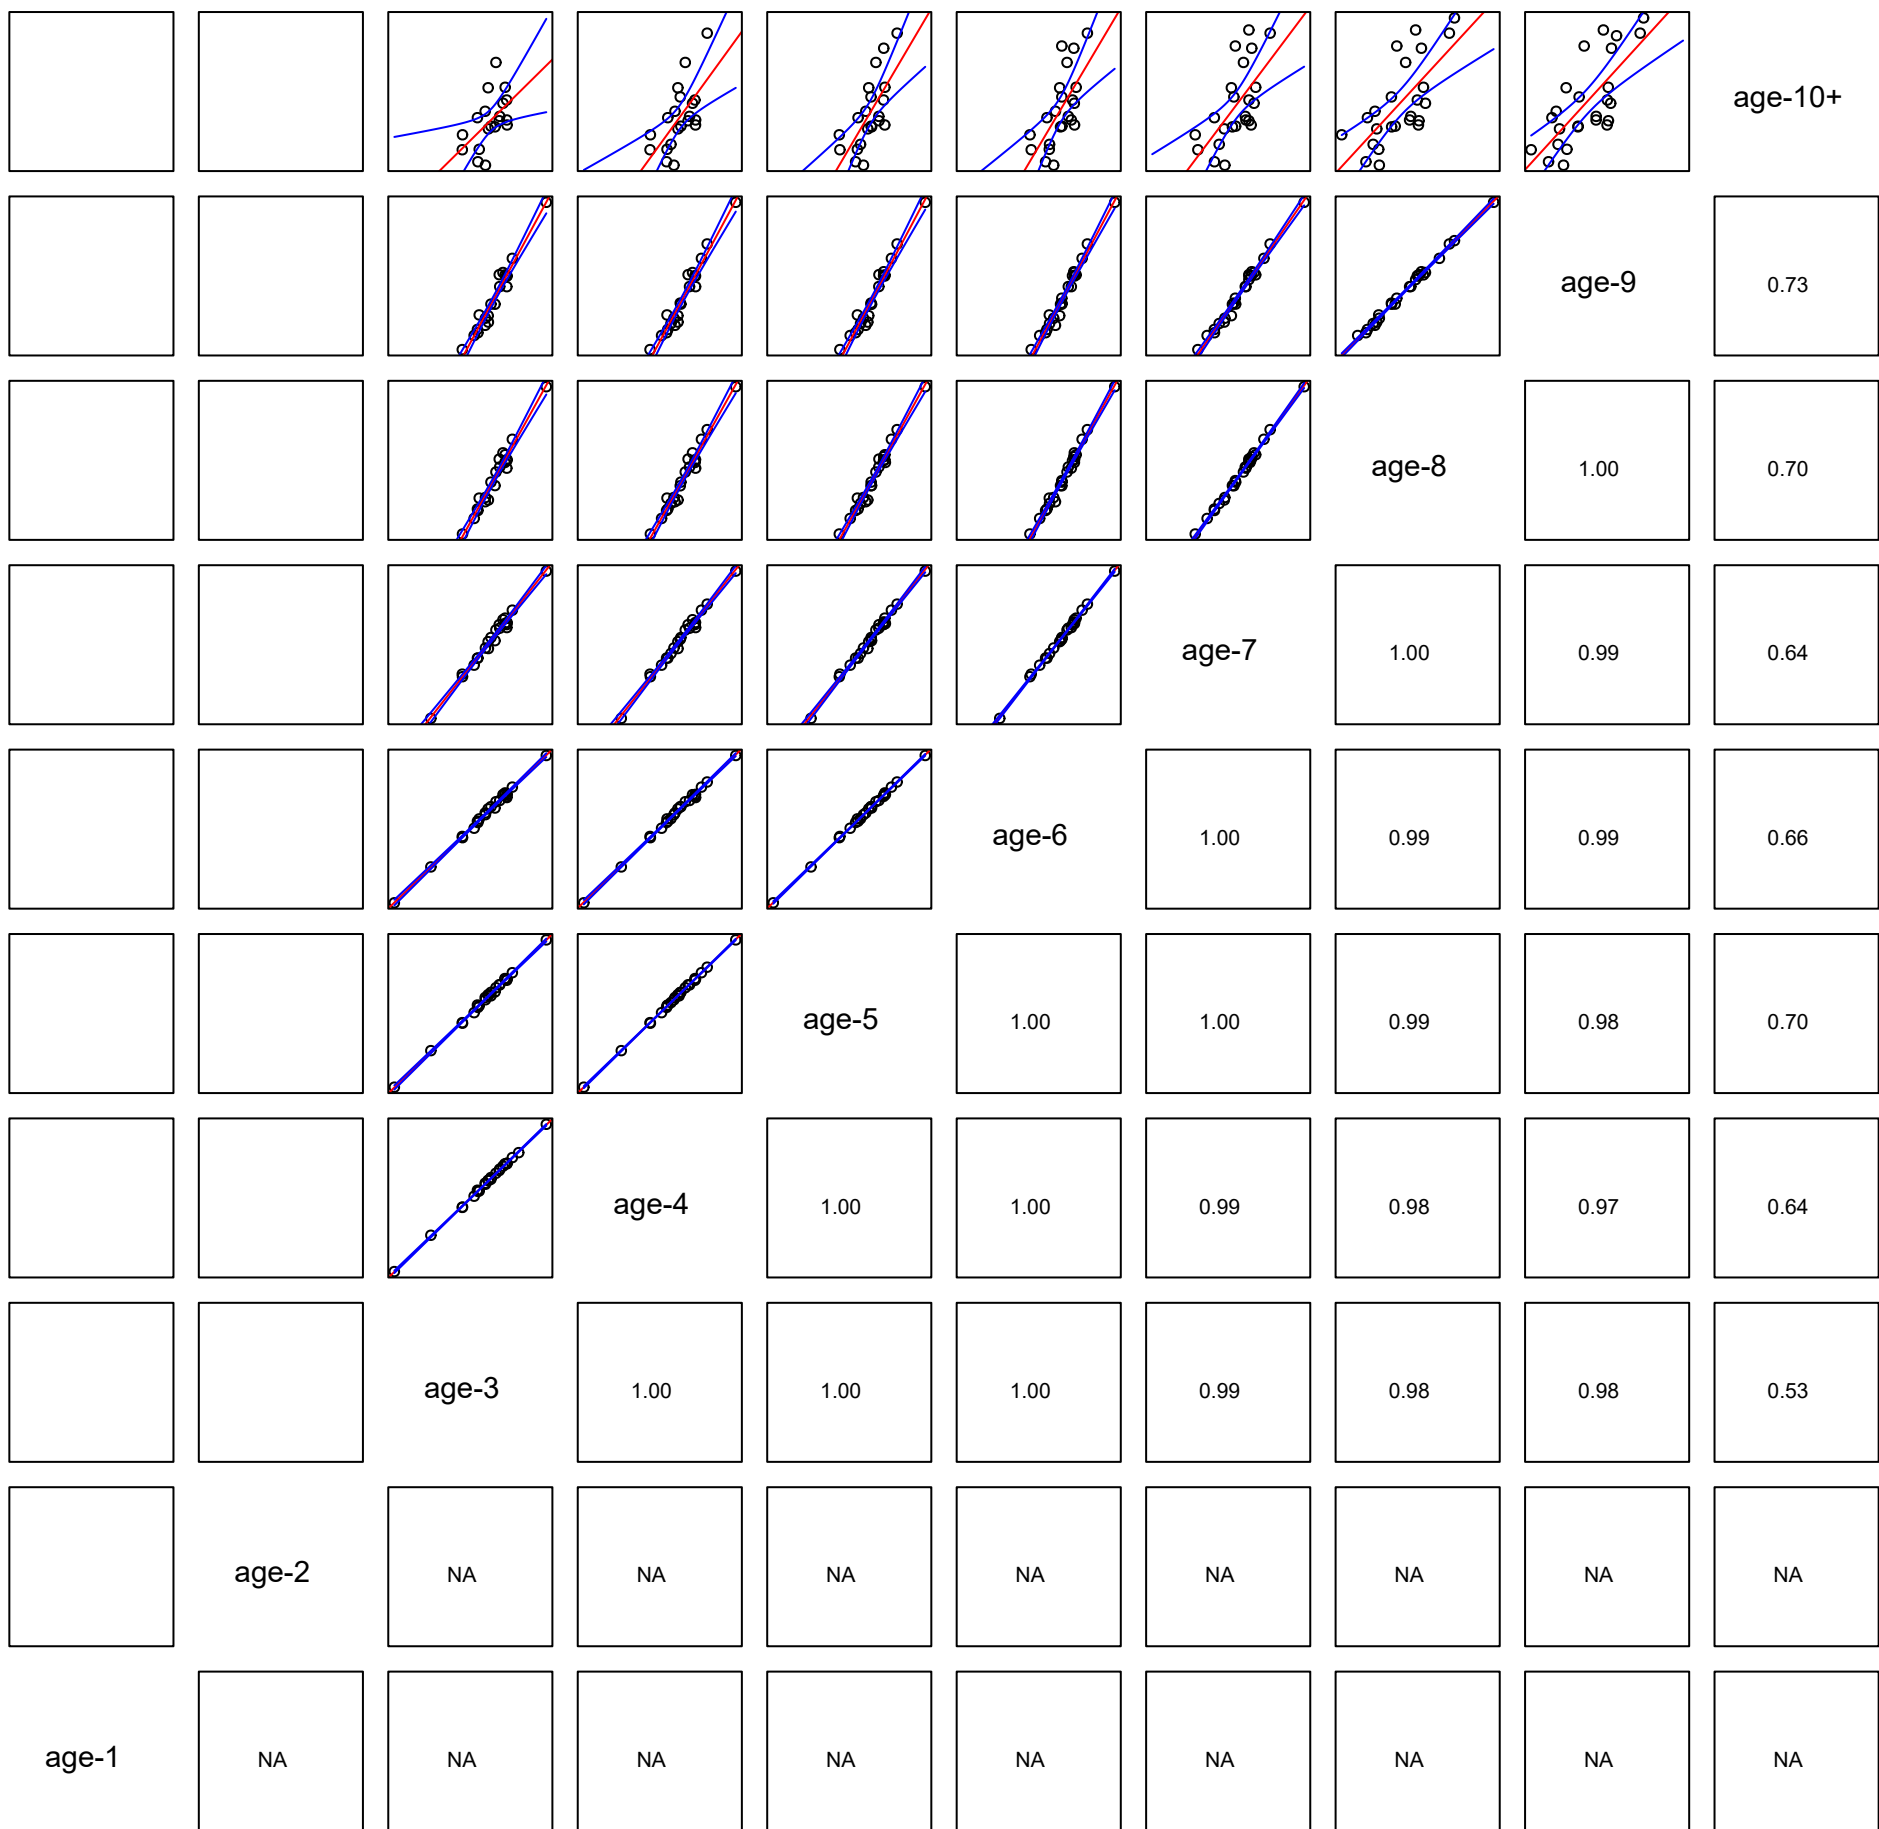 age-10+
age-9 0.73
age-8 1.00 0.70
age-7 1.00 0.99 0.64
age-6 1.00 0.99 0.99 0.66
age-5 1.00 1.00 0.99 0.98 0.70
age-4 1.00 1.00 0.99 0.98 0.97 0.64
age-3 1.00 1.00 1.00 0.99 0.98 0.98 0.53
age-2 NA NA NA NA NA NA NA NA
age-1 NA NA NA NA NA NA NA NA NA